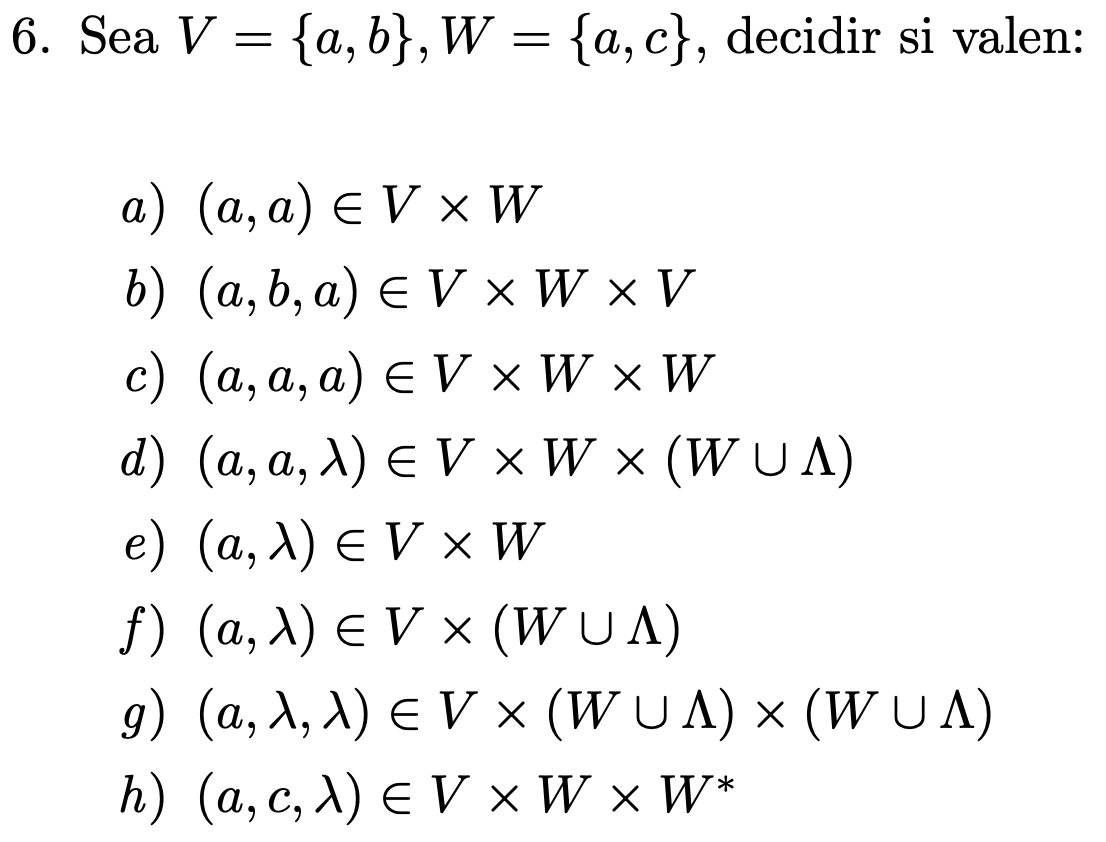 6. Sea V = {a, b}, W = {a, c}, decidir si valen:
a) (a, a) ∈ V × W
b) (a, b, a) ∈ V × W × V
c) (a, a, a) ∈ V × W × W
d) (a, a, λ) ∈ V × W × (W ∪ Λ)
e) (a, λ) ∈ V × W
f) (a, λ) ∈ V × (W ∪ Λ)
g) (a, λ, λ) ∈ V × (W ∪ Λ) × (W ∪ Λ)
h) (a, c, λ) ∈ V × W × W*